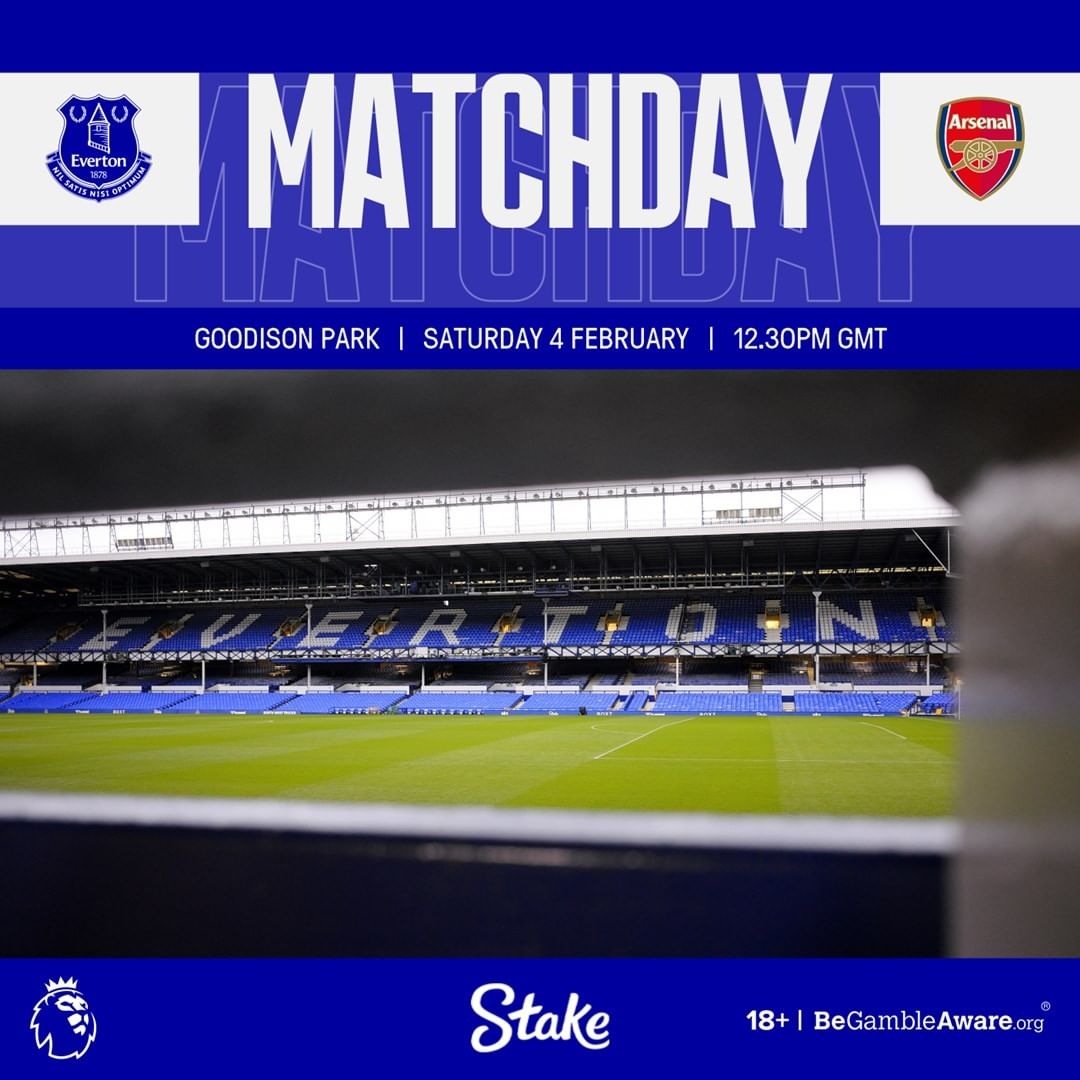 MATCHDAY
MATCHDAY
Everton
1878
NIL SATIS NISI OPTIMUM
Arsenal
GOODISON PARK | SATURDAY 4 FEBRUARY | 12.30PM GMT
EVERTON
Stake
18+ | BeGambleAware.org®